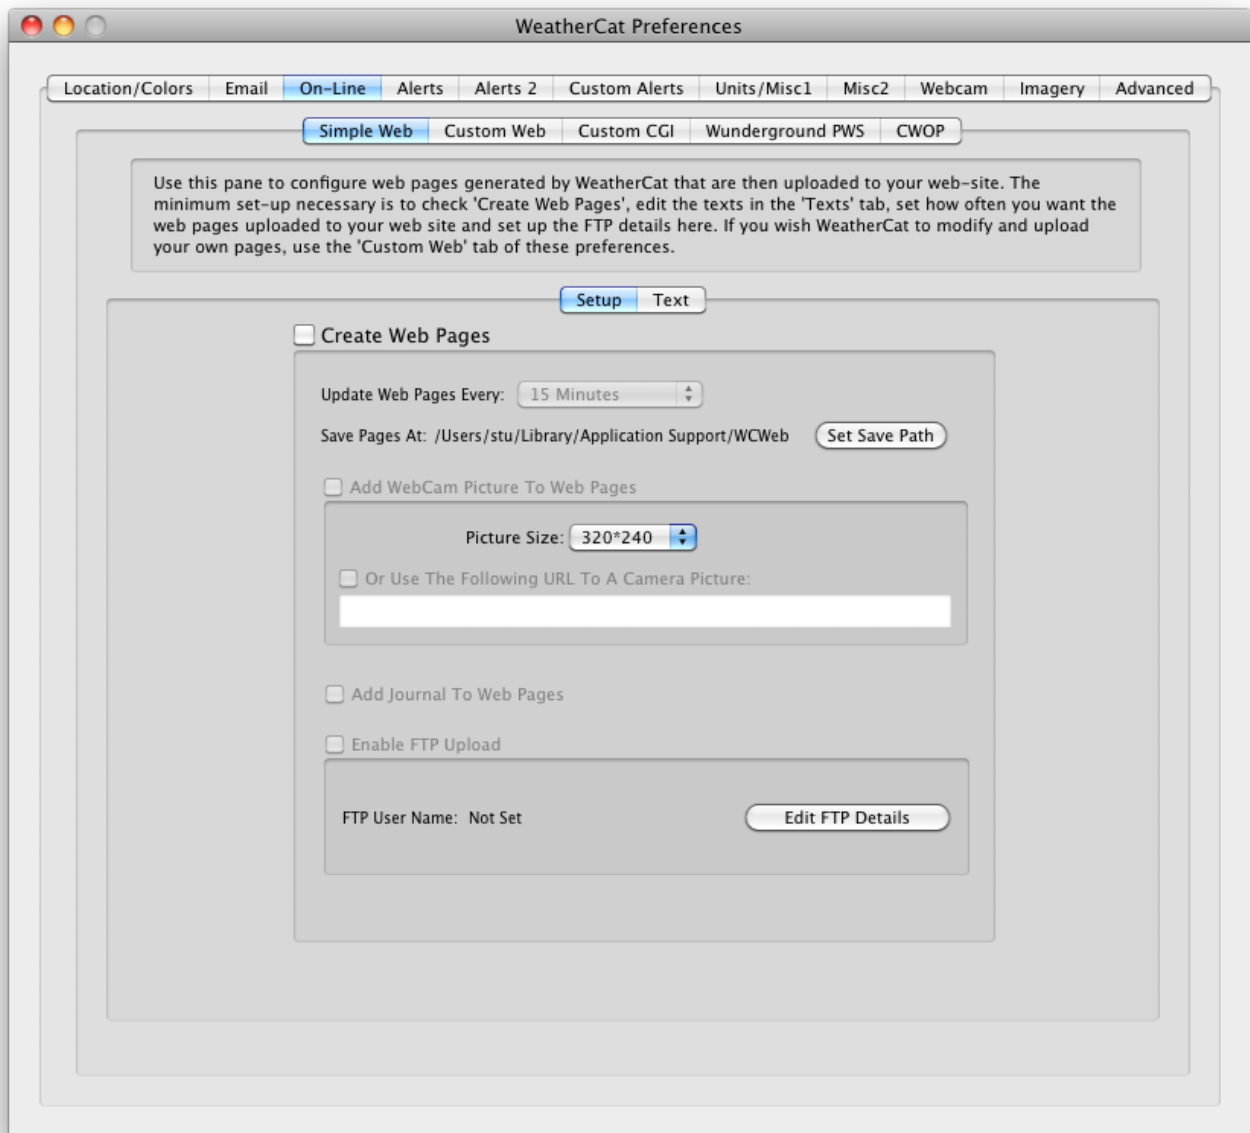 WeatherCat Preferences
Location/Colors Email On-Line Alerts Alerts 2 Custom Alerts Units/Misc1 Misc2 Webcam Imagery Advanced
Simple Web Custom Web Custom CGI Wunderground PWS CWOP
Use this pane to configure web pages generated by WeatherCat that are then uploaded to your web-site. The
minimum set-up necessary is to check 'Create Web Pages', edit the texts in the 'Texts' tab, set how often you want the
web pages uploaded to your web site and set up the FTP details here. If you wish WeatherCat to modify and upload
your own pages, use the 'Custom Web' tab of these preferences.
Setup Text
Create Web Pages
Update Web Pages Every: 15 Minutes
Save Pages At: /Users/stu/Library/Application Support/WCWeb Set Save Path
Add WebCam Picture To Web Pages
Picture Size: 320*240
Or Use The Following URL To A Camera Picture:
Add Journal To Web Pages
Enable FTP Upload
FTP User Name: Not Set Edit FTP Details